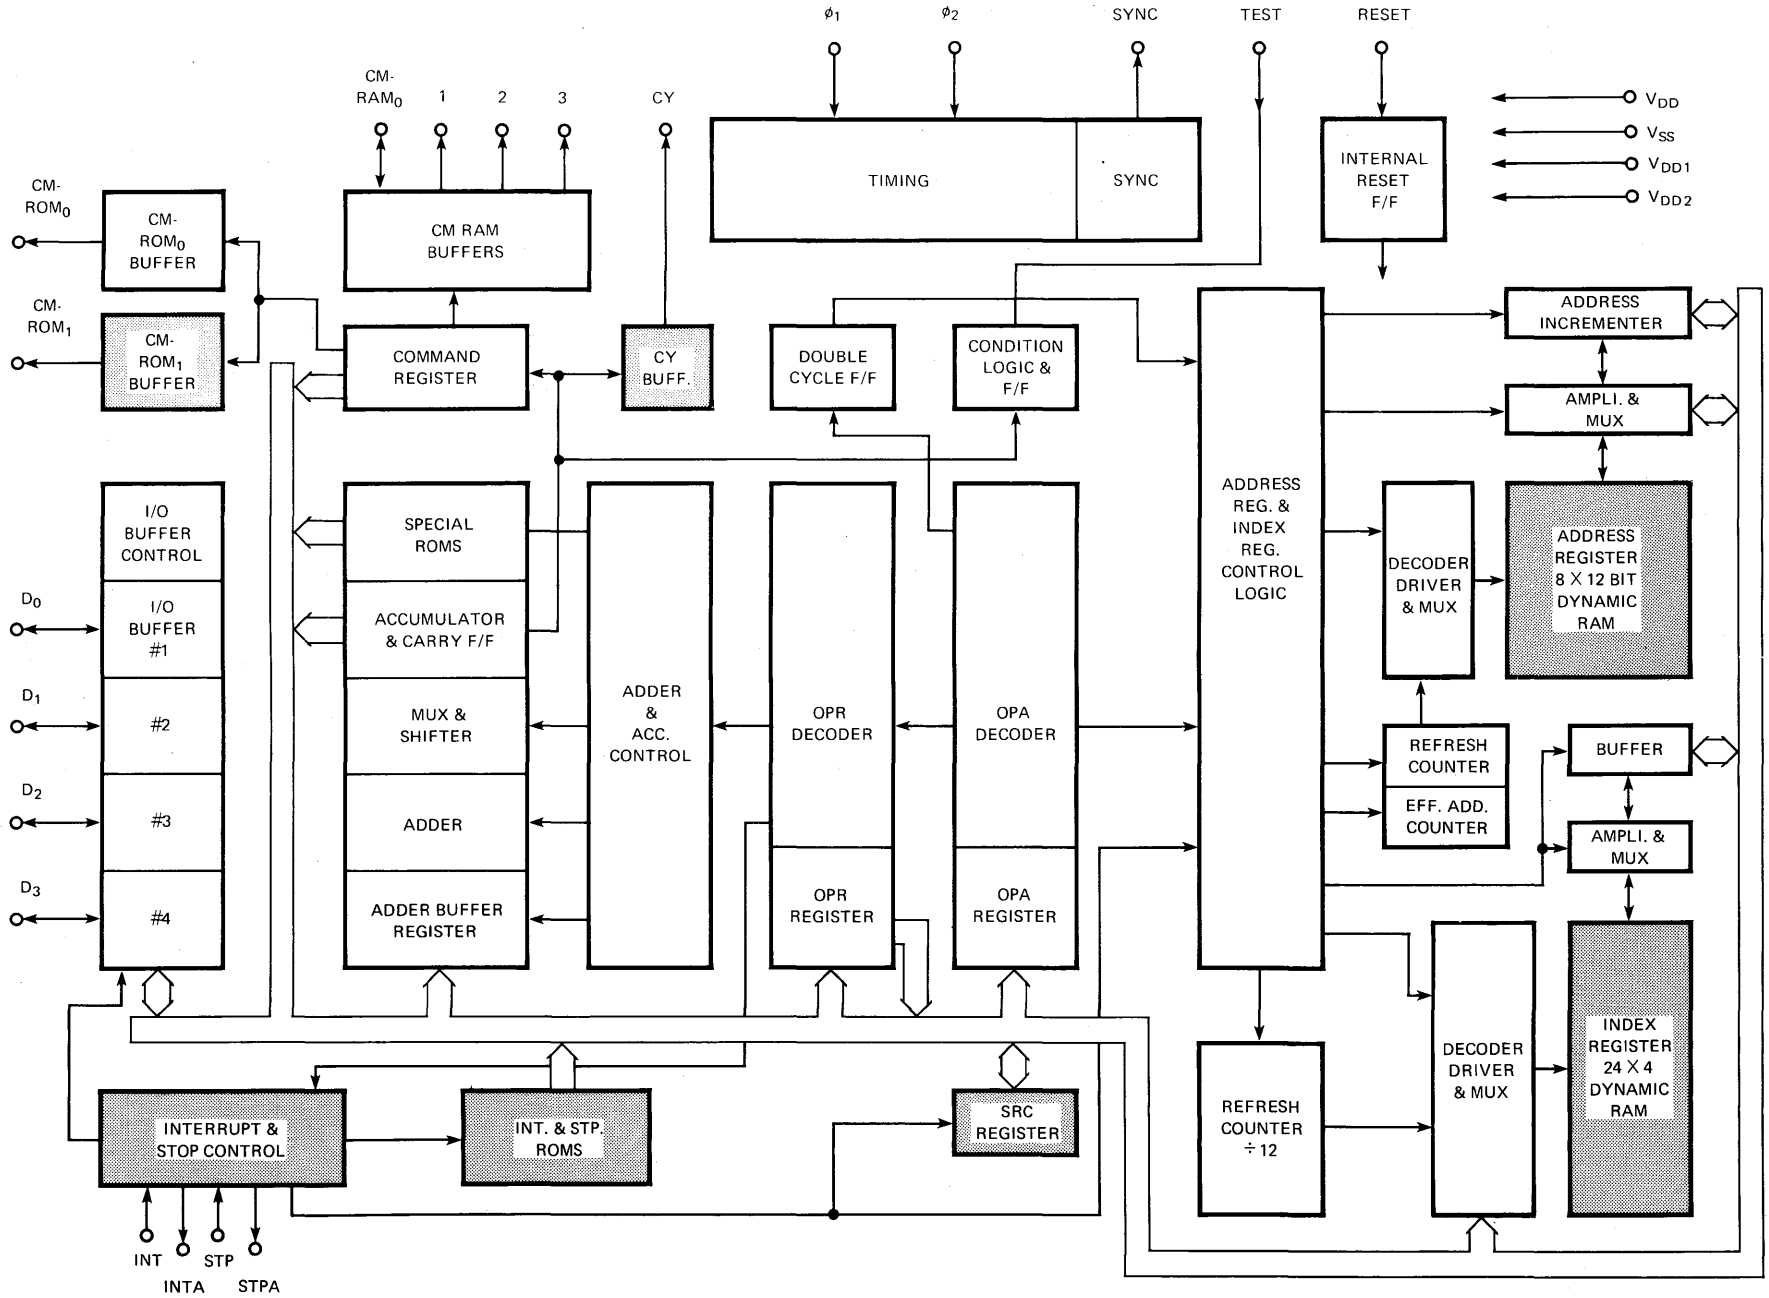 ϕ1
ϕ2
SYNC
TEST
RESET
CM-
RAM0
1
2
3
CY
VDD
VSS
VDD1
VDD2
CM-
ROM0
CM-
ROM0
BUFFER
CM RAM
BUFFERS
TIMING
SYNC
INTERNAL
RESET
F/F
CM-
ROM1
CM-
ROM1
BUFFER
COMMAND
REGISTER
CY
BUFF.
DOUBLE
CYCLE F/F
CONDITION
LOGIC &
F/F
ADDRESS
INCREMENTER
AMPLI. &
MUX
I/O
BUFFER
CONTROL
SPECIAL
ROMS
ADDRESS
REG. &
INDEX
REG.
CONTROL
LOGIC
DECODER
DRIVER
& MUX
ADDRESS
REGISTER
8 X 12 BIT
DYNAMIC
RAM
D0
I/O
BUFFER
#1
ACCUMULATOR
& CARRY F/F
D1
#2
MUX &
SHIFTER
ADDER
&
ACC.
CONTROL
OPR
DECODER
OPA
DECODER
REFRESH
COUNTER
BUFFER
D2
#3
ADDER
EFF. ADD.
COUNTER
AMPLI. &
MUX
D3
#4
ADDER BUFFER
REGISTER
OPR
REGISTER
OPA
REGISTER
INTERRUPT &
STOP CONTROL
INT. & STP.
ROMS
SRC
REGISTER
REFRESH
COUNTER
÷ 12
DECODER
DRIVER
& MUX
INDEX
REGISTER
24 X 4
DYNAMIC
RAM
INT
STP
INTA
STPA